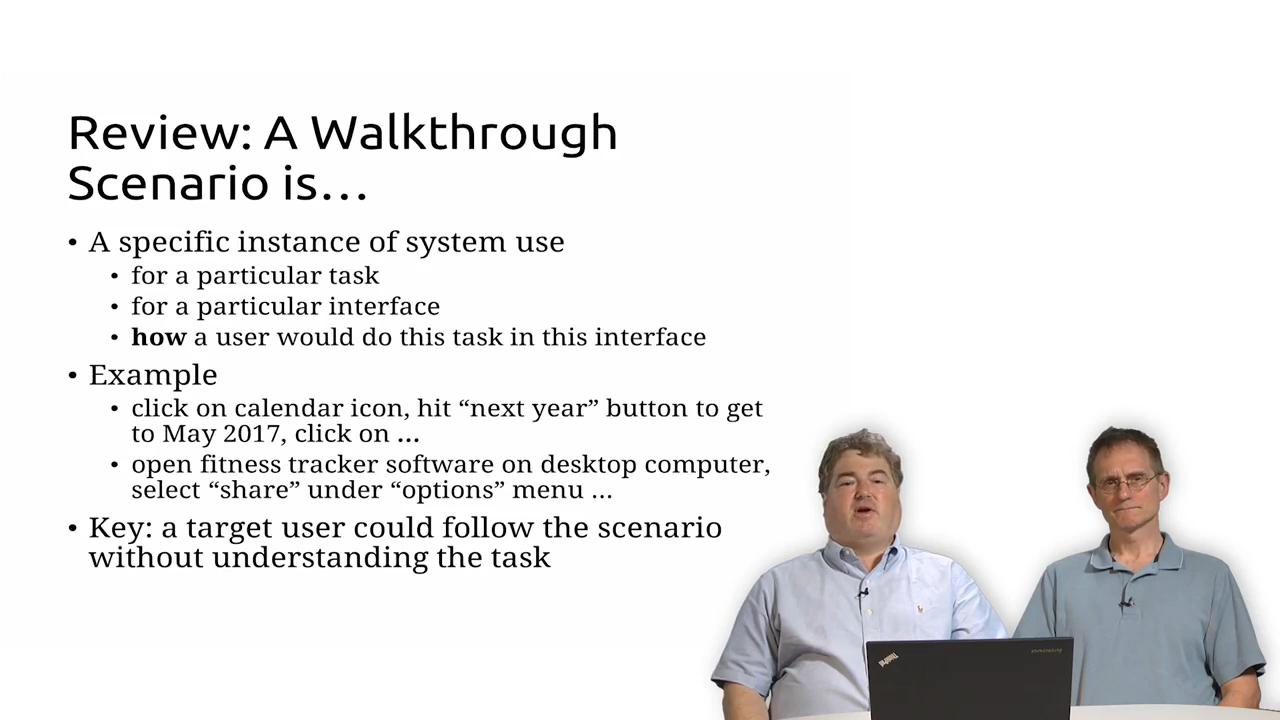 Review: A Walkthrough
Scenario is…
• A specific instance of system use
• for a particular task
• for a particular interface
• how a user would do this task in this interface
• Example
• click on calendar icon, hit “next year” button to get
to May 2017, click on …
• open fitness tracker software on desktop computer,
select “share” under “options” menu …
• Key: a target user could follow the scenario
without understanding the task
ThinkPad